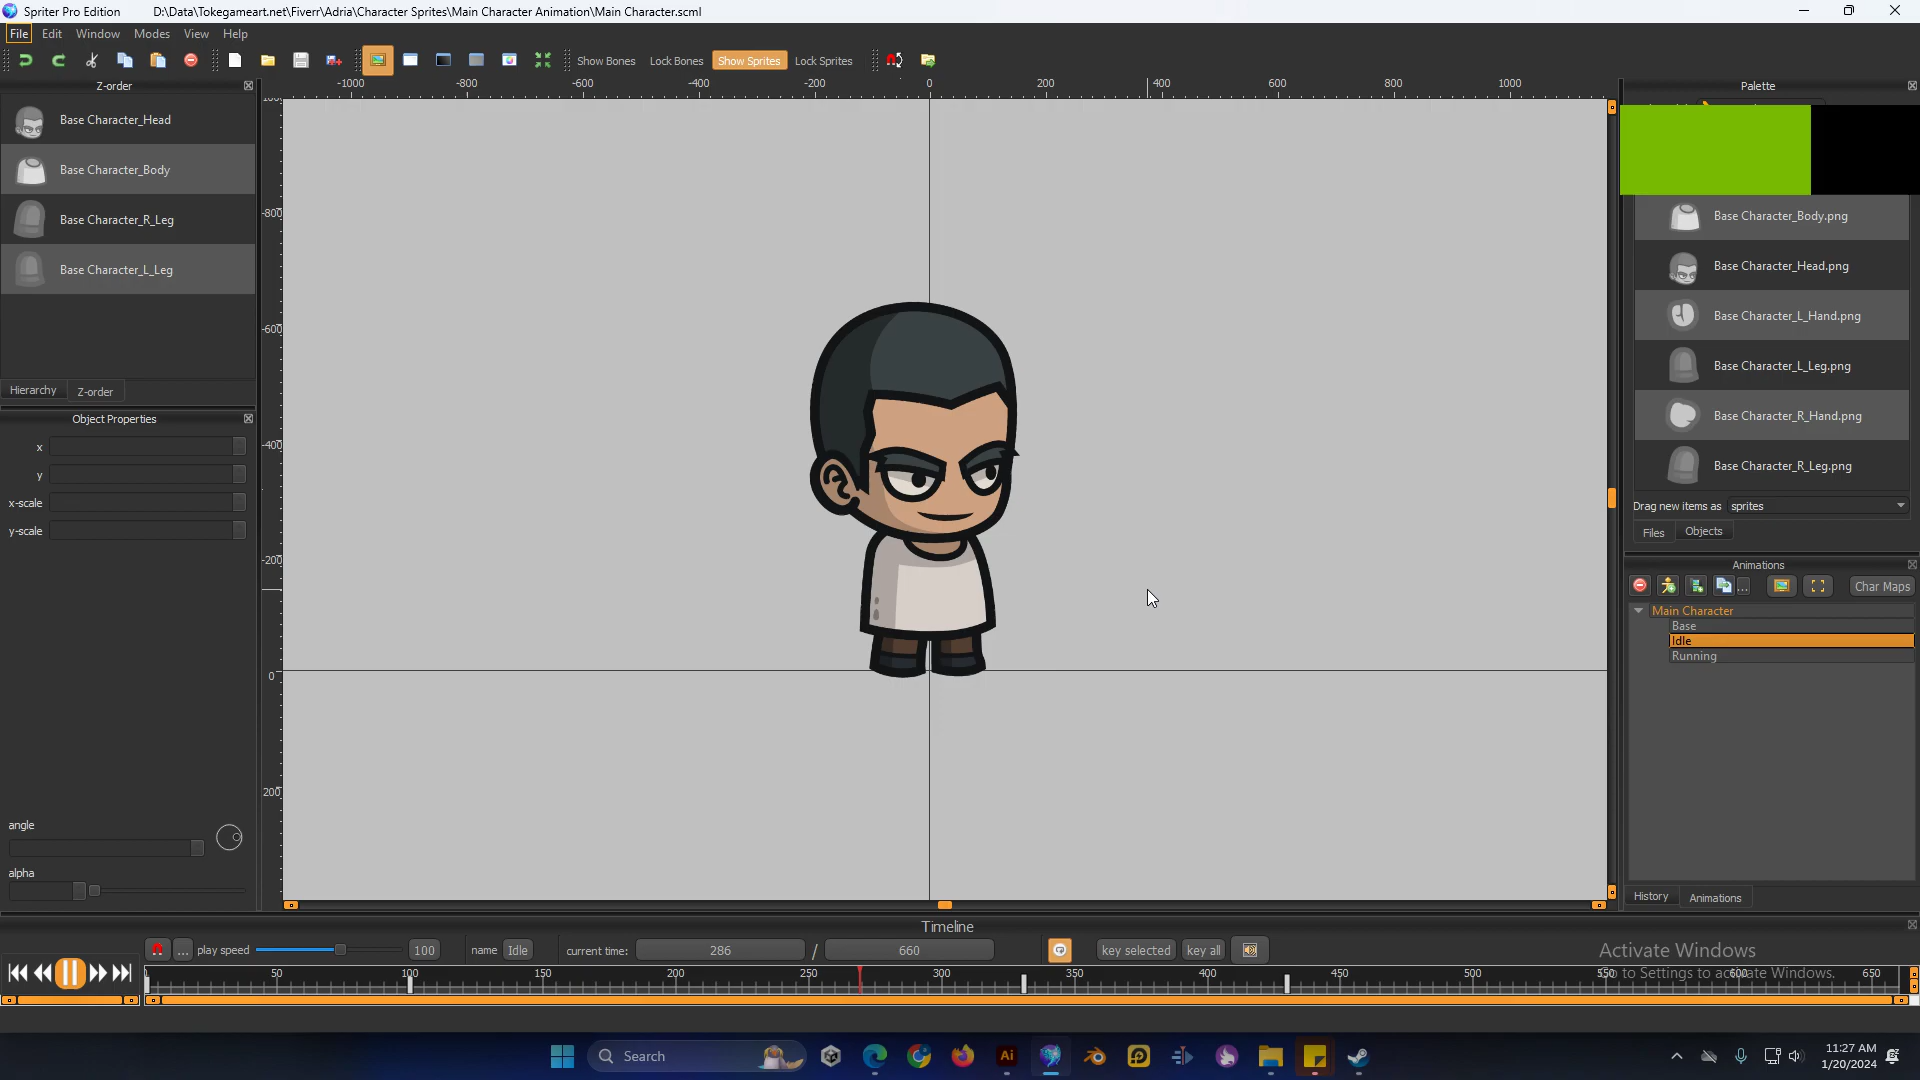 Spriter Pro Edition D:\Data\Tokegameart.net\Fiverr\Adria\Character Sprites\Main Character Animation\Main Character.scml
File Edit Window Modes View Help
Show Bones Lock Bones Show Sprites Lock Sprites
Z-order
Base Character_Head
Base Character_Body
Base Character_R_Leg
Base Character_L_Leg
Hierarchy Z-order
Object Properties
x
y
x-scale
y-scale
angle
alpha
-1000 -800 -600 -400 -200 0 200 400 600 800 1000
-800
-600
-400
-200
0
200
Palette
Base Character_Body.png
Base Character_Head.png
Base Character_L_Hand.png
Base Character_L_Leg.png
Base Character_R_Hand.png
Base Character_R_Leg.png
Drag new items as sprites
Files Objects
Animations
... Char Maps
Main Character
Base
Idle
Running
History Animations
Timeline
... play speed 100 name Idle current time: 286 / 660 key selected key all
50 100 150 200 250 300 350 400 450 500 550 600 650
Activate Windows
Go to Settings to activate Windows.
Search
Ai
11:27 AM
1/20/2024